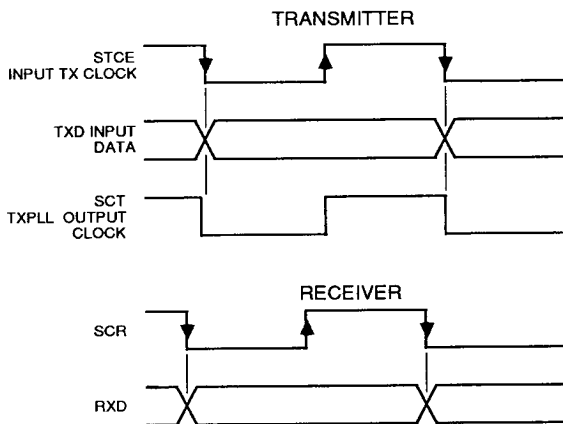 TRANSMITTER
STCE
INPUT TX CLOCK
TXD INPUT
DATA
SCT
TXPLL OUTPUT
CLOCK
RECEIVER
SCR
RXD